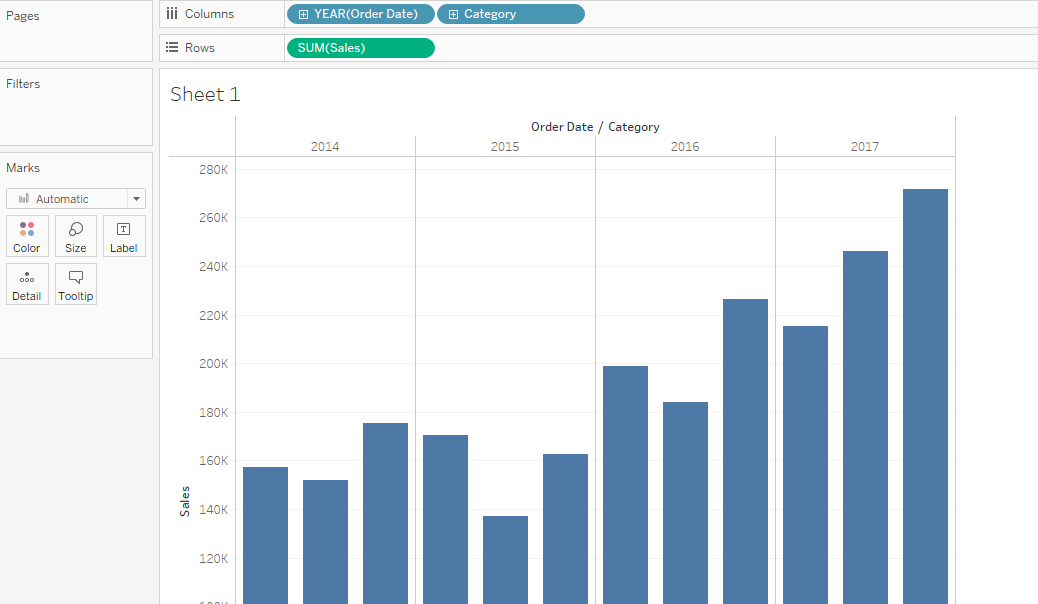 Pages
Columns
YEAR(Order Date)
Category
Rows
SUM(Sales)
Filters
Sheet 1
Order Date / Category
2014
2015
2016
2017
Marks
Automatic
Color
Size
Label
Detail
Tooltip
280K
260K
240K
220K
200K
180K
160K
140K
120K
Sales